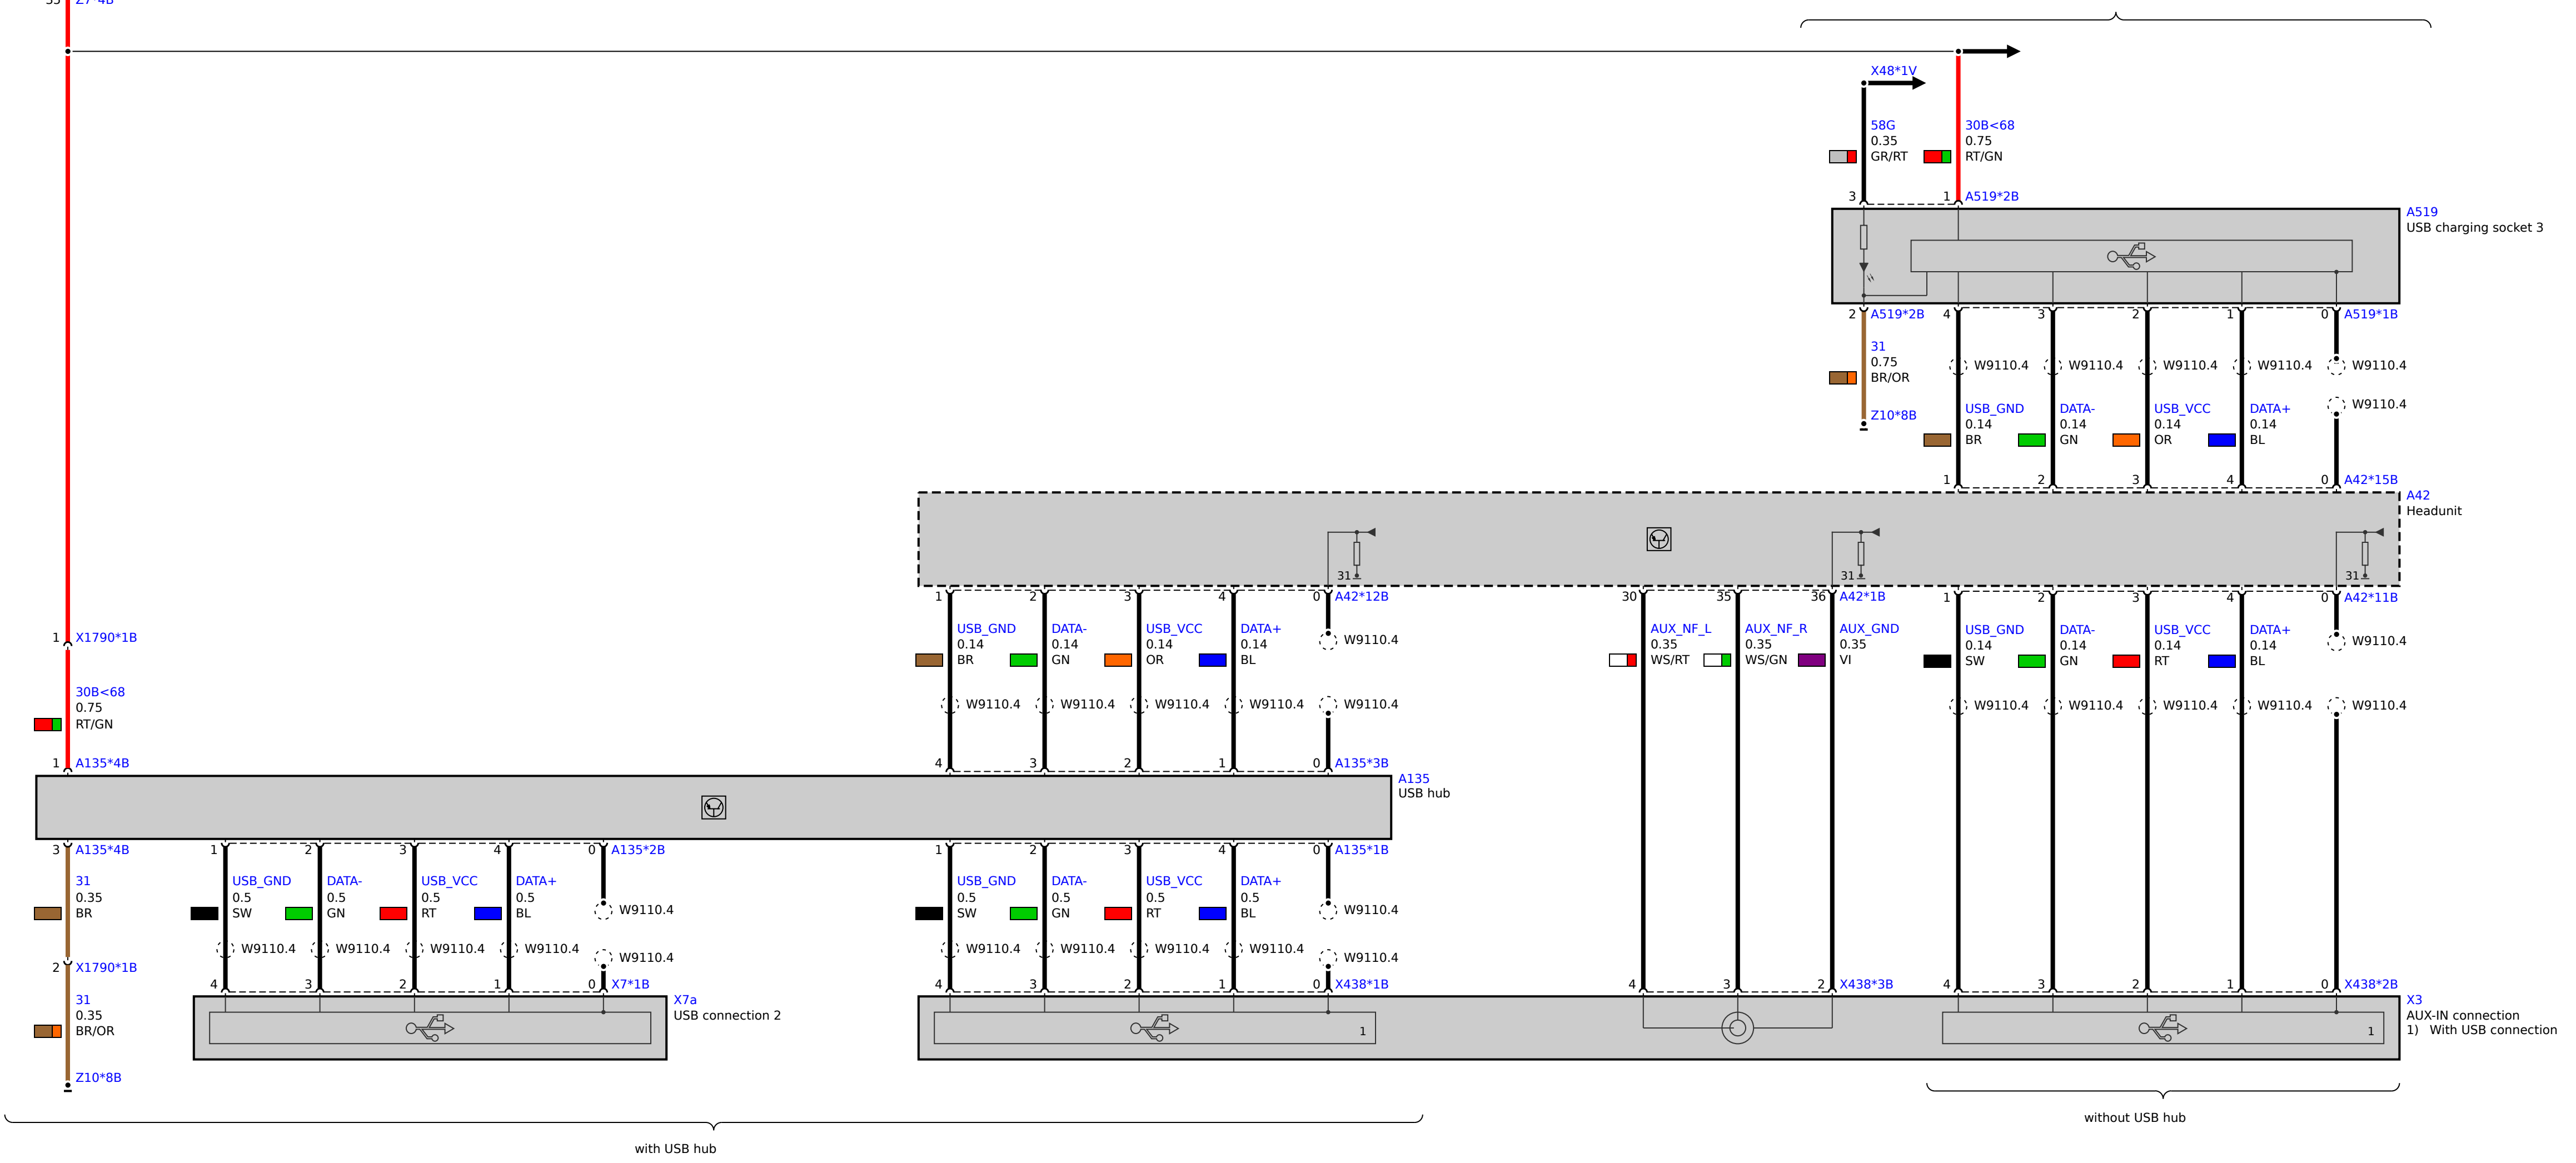 X48*1V
58G
0.35
GR/RT
30B<68
0.75
RT/GN
3
1 A519*2B
A519
USB charging socket 3
2 A519*2B 4 3 2 1 0 A519*1B
31
0.75
BR/OR
W9110.4 W9110.4 W9110.4 W9110.4 W9110.4
W9110.4
Z10*8B
USB_GND DATA- USB_VCC DATA+
0.14 0.14 0.14 0.14
BR GN OR BL
1 2 3 4 0 A42*15B
A42
Headunit
31 31 31
1 2 3 4 0 A42*12B
30 35 36 A42*1B
1 2 3 4 0 A42*11B
USB_GND DATA- USB_VCC DATA+
0.14 0.14 0.14 0.14
BR GN OR BL
W9110.4
AUX_NF_L AUX_NF_R AUX_GND
0.35 0.35 0.35
WS/RT WS/GN VI
USB_GND DATA- USB_VCC DATA+
0.14 0.14 0.14 0.14
SW GN RT BL
W9110.4
W9110.4 W9110.4 W9110.4 W9110.4 W9110.4
W9110.4 W9110.4 W9110.4 W9110.4 W9110.4
1 X1790*1B
30B<68
0.75
RT/GN
1 A135*4B
4 3 2 1 0 A135*3B
A135
USB hub
3 A135*4B
1 2 3 4 0 A135*2B
1 2 3 4 0 A135*1B
31
0.35
BR
USB_GND DATA- USB_VCC DATA+
0.5 0.5 0.5 0.5
SW GN RT BL
W9110.4
USB_GND DATA- USB_VCC DATA+
0.5 0.5 0.5 0.5
SW GN RT BL
W9110.4
W9110.4 W9110.4 W9110.4 W9110.4 W9110.4
W9110.4 W9110.4 W9110.4 W9110.4 W9110.4
2 X1790*1B
31
0.35
BR/OR
Z10*8B
4 3 2 1 0 X7*1B
X7a
USB connection 2
4 3 2 1 0 X438*1B
4 3 2 X438*3B
4 3 2 1 0 X438*2B
1
1
X3
AUX-IN connection
1) With USB connection
without USB hub
with USB hub